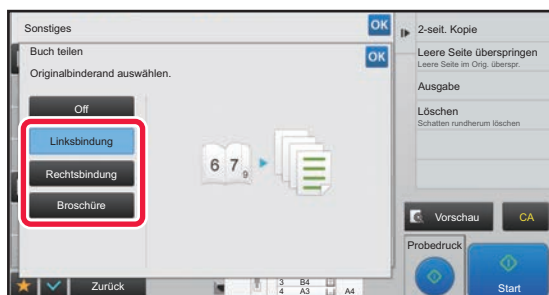 Sonstiges
OK
Buch teilen
OK
Originalbinderand auswählen.
Off
Linksbindung
Rechtsbindung
Broschüre
6 7 9
Zurück
3 B4
4 A3 A4
2-seit. Kopie
Leere Seite überspringen
Leere Seite im Orig. überspr.
Ausgabe
Löschen
Schatten rundherum löschen
Vorschau
CA
Probedruck
Start